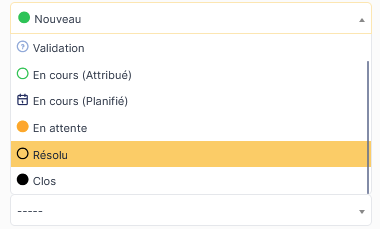 Nouveau
Validation
En cours (Attribué)
En cours (Planifié)
En attente
Résolu
Clos
-----